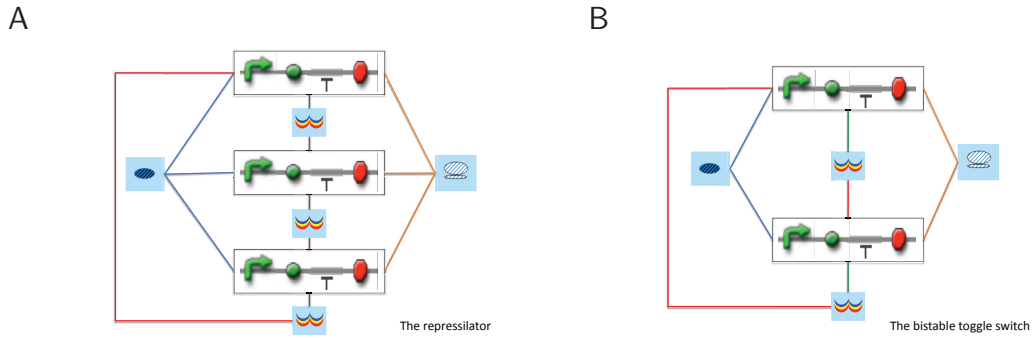 A
B
The repressilator
The bistable toggle switch